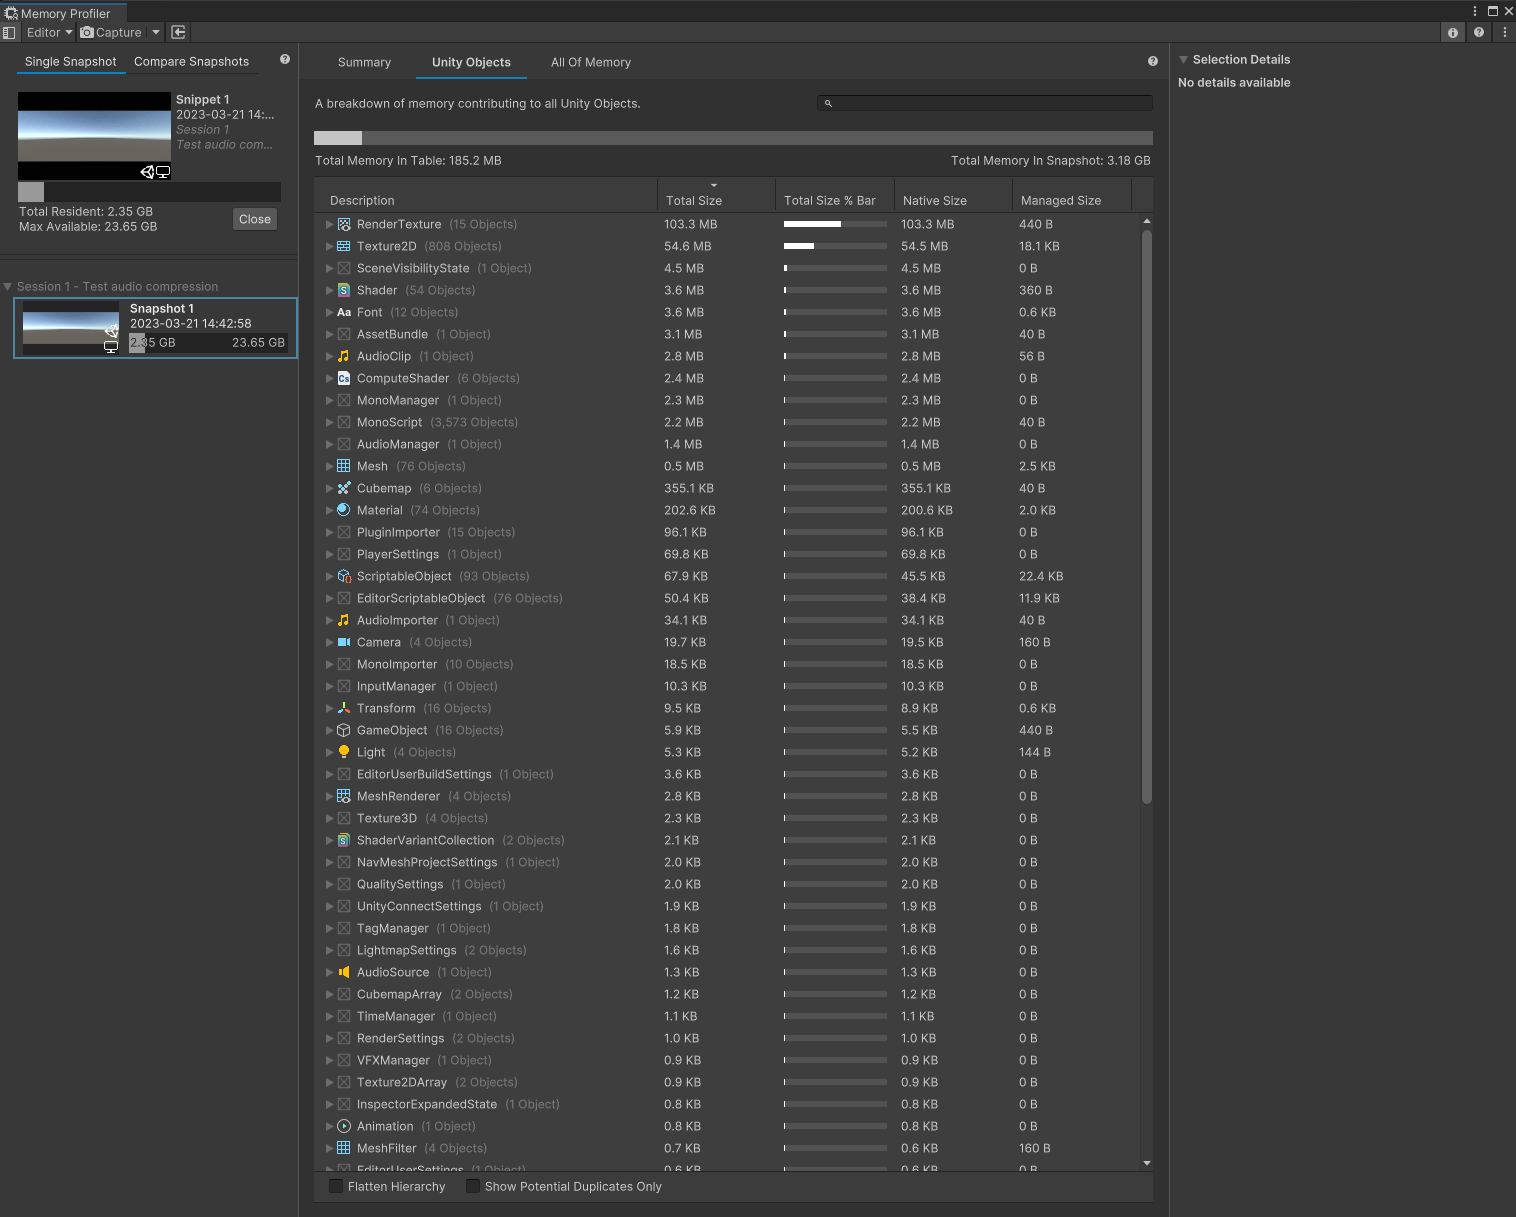 Memory Profiler
Editor Capture
Single Snapshot Compare Snapshots
Snippet 1
2023-03-21 14:...
Session 1
Test audio com...
Total Resident: 2.35 GB
Max Available: 23.65 GB
Close
Session 1 - Test audio compression
Snapshot 1
2023-03-21 14:42:58
2.35 GB 23.65 GB
Summary Unity Objects All Of Memory
A breakdown of memory contributing to all Unity Objects.
Total Memory In Table: 185.2 MB Total Memory In Snapshot: 3.18 GB
Description Total Size Total Size % Bar Native Size Managed Size
RenderTexture (15 Objects) 103.3 MB 103.3 MB 440 B
Texture2D (808 Objects) 54.6 MB 54.5 MB 18.1 KB
SceneVisibilityState (1 Object) 4.5 MB 4.5 MB 0 B
Shader (54 Objects) 3.6 MB 3.6 MB 360 B
Aa Font (12 Objects) 3.6 MB 3.6 MB 0.6 KB
AssetBundle (1 Object) 3.1 MB 3.1 MB 40 B
AudioClip (1 Object) 2.8 MB 2.8 MB 56 B
Cs ComputeShader (6 Objects) 2.4 MB 2.4 MB 0 B
MonoManager (1 Object) 2.3 MB 2.3 MB 0 B
MonoScript (3,573 Objects) 2.2 MB 2.2 MB 40 B
AudioManager (1 Object) 1.4 MB 1.4 MB 0 B
Mesh (76 Objects) 0.5 MB 0.5 MB 2.5 KB
Cubemap (6 Objects) 355.1 KB 355.1 KB 40 B
Material (74 Objects) 202.6 KB 200.6 KB 2.0 KB
PluginImporter (15 Objects) 96.1 KB 96.1 KB 0 B
PlayerSettings (1 Object) 69.8 KB 69.8 KB 0 B
ScriptableObject (93 Objects) 67.9 KB 45.5 KB 22.4 KB
EditorScriptableObject (76 Objects) 50.4 KB 38.4 KB 11.9 KB
AudioImporter (1 Object) 34.1 KB 34.1 KB 40 B
Camera (4 Objects) 19.7 KB 19.5 KB 160 B
MonoImporter (10 Objects) 18.5 KB 18.5 KB 0 B
InputManager (1 Object) 10.3 KB 10.3 KB 0 B
Transform (16 Objects) 9.5 KB 8.9 KB 0.6 KB
GameObject (16 Objects) 5.9 KB 5.5 KB 440 B
Light (4 Objects) 5.3 KB 5.2 KB 144 B
EditorUserBuildSettings (1 Object) 3.6 KB 3.6 KB 0 B
MeshRenderer (4 Objects) 2.8 KB 2.8 KB 0 B
Texture3D (4 Objects) 2.3 KB 2.3 KB 0 B
ShaderVariantCollection (2 Objects) 2.1 KB 2.1 KB 0 B
NavMeshProjectSettings (1 Object) 2.0 KB 2.0 KB 0 B
QualitySettings (1 Object) 2.0 KB 2.0 KB 0 B
UnityConnectSettings (1 Object) 1.9 KB 1.9 KB 0 B
TagManager (1 Object) 1.8 KB 1.8 KB 0 B
LightmapSettings (2 Objects) 1.6 KB 1.6 KB 0 B
AudioSource (1 Object) 1.3 KB 1.3 KB 0 B
CubemapArray (2 Objects) 1.2 KB 1.2 KB 0 B
TimeManager (1 Object) 1.1 KB 1.1 KB 0 B
RenderSettings (2 Objects) 1.0 KB 1.0 KB 0 B
VFXManager (1 Object) 0.9 KB 0.9 KB 0 B
Texture2DArray (2 Objects) 0.9 KB 0.9 KB 0 B
InspectorExpandedState (1 Object) 0.8 KB 0.8 KB 0 B
Animation (1 Object) 0.8 KB 0.8 KB 0 B
MeshFilter (4 Objects) 0.7 KB 0.6 KB 160 B
EditorUserSettings (1 Object) 0.6 KB 0.6 KB 0 B
Flatten Hierarchy Show Potential Duplicates Only
Selection Details
No details available